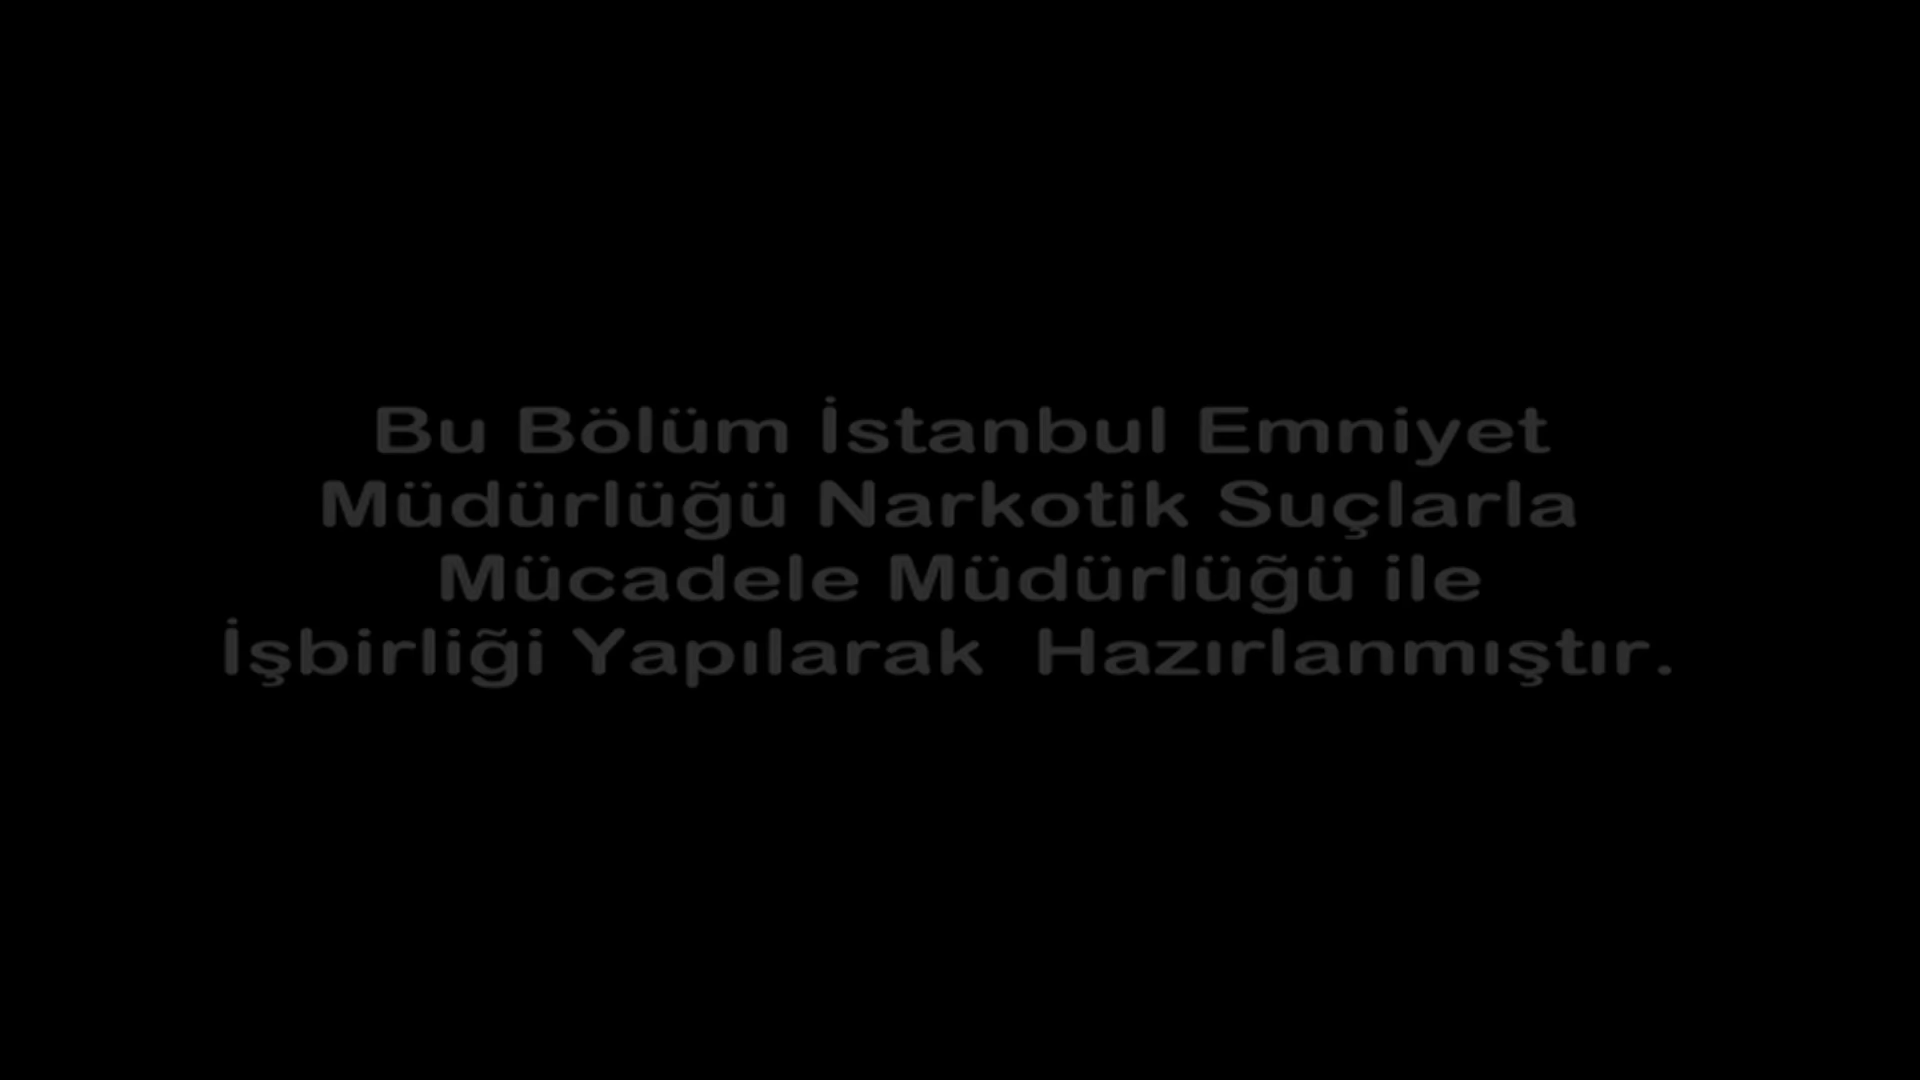 Bu Bölüm İstanbul Emniyet
Müdürlüğü Narkotik Suçlarla
Mücadele Müdürlüğü ile
İşbirliği Yapılarak  Hazırlanmıştır.